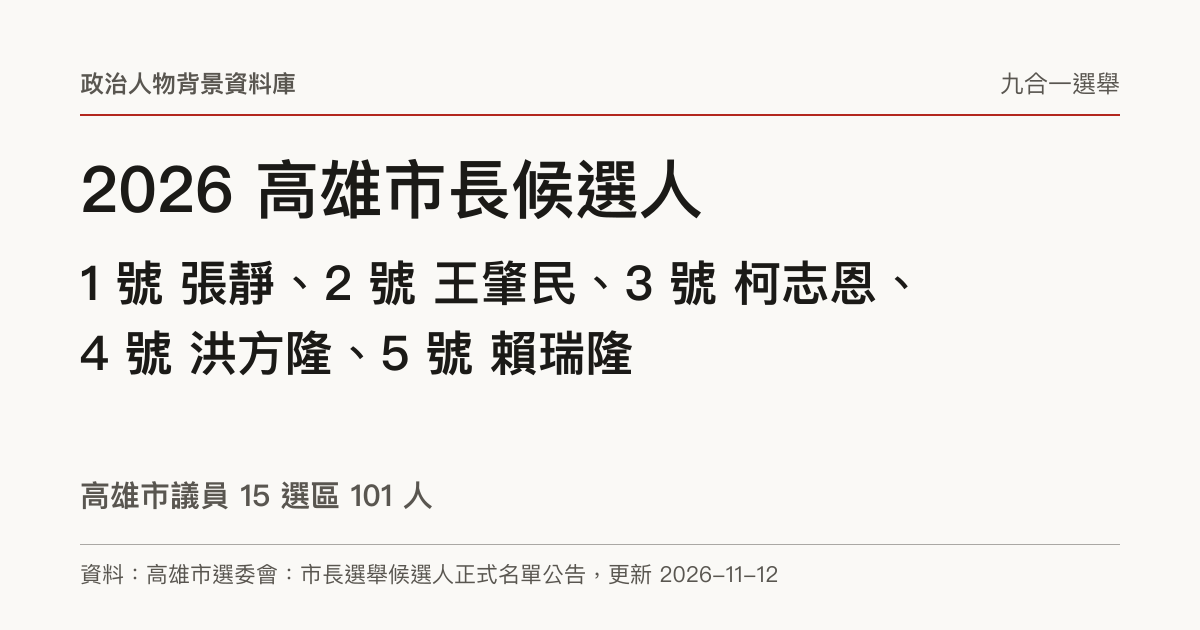 政治人物背景資料庫
九合一選舉
2026 高雄市長候選人
1 號 張靜、2 號 王肇民、3 號 柯志恩、
4 號 洪方隆、5 號 賴瑞隆
高雄市議員 15 選區 101 人
資料：高雄市選委會：市長選舉候選人正式名單公告，更新 2026-11-12